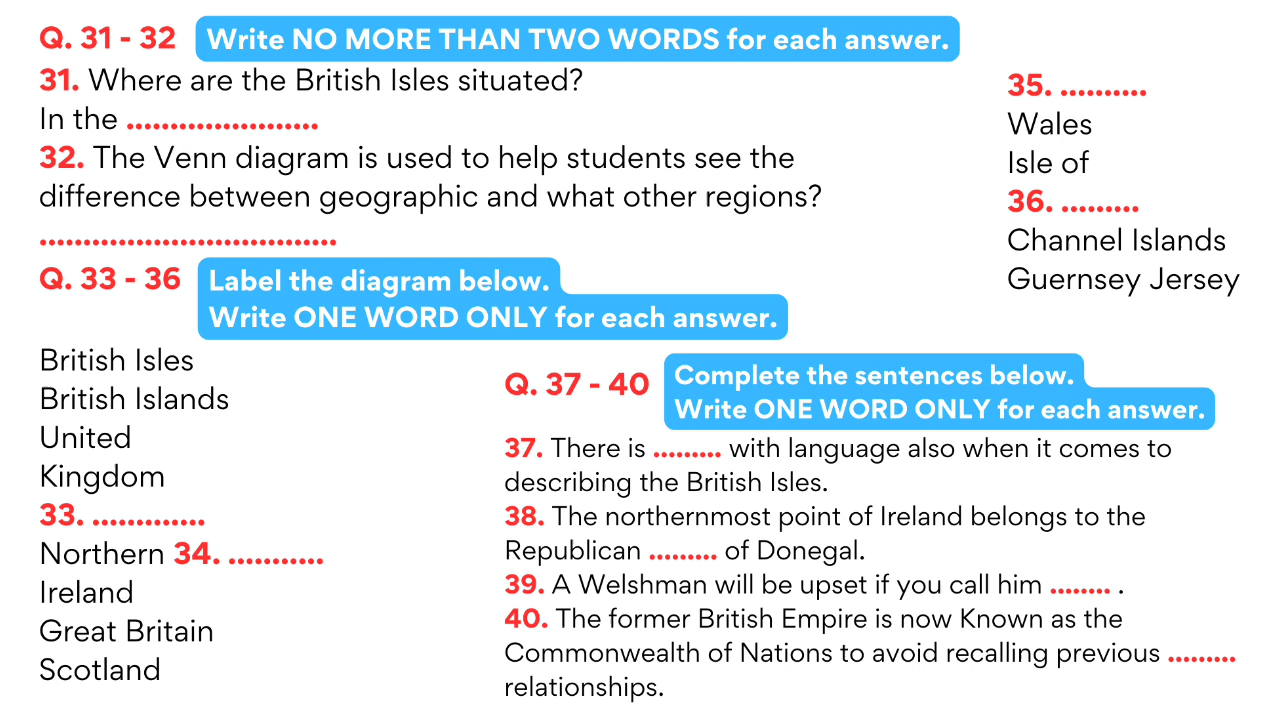 Q. 31 - 32 Write NO MORE THAN TWO WORDS for each answer.
31. Where are the British Isles situated?
In the ......................
32. The Venn diagram is used to help students see the
difference between geographic and what other regions?
..................................
Q. 33 - 36 Label the diagram below.
Write ONE WORD ONLY for each answer.
British Isles
British Islands
United
Kingdom
33. .............
Northern 34. ...........
Ireland
Great Britain
Scotland
35. ..........
Wales
Isle of
36. .........
Channel Islands
Guernsey Jersey
Q. 37 - 40 Complete the sentences below.
Write ONE WORD ONLY for each answer.
37. There is ......... with language also when it comes to
describing the British Isles.
38. The northernmost point of Ireland belongs to the
Republican ......... of Donegal.
39. A Welshman will be upset if you call him ........ .
40. The former British Empire is now Known as the
Commonwealth of Nations to avoid recalling previous .........
relationships.